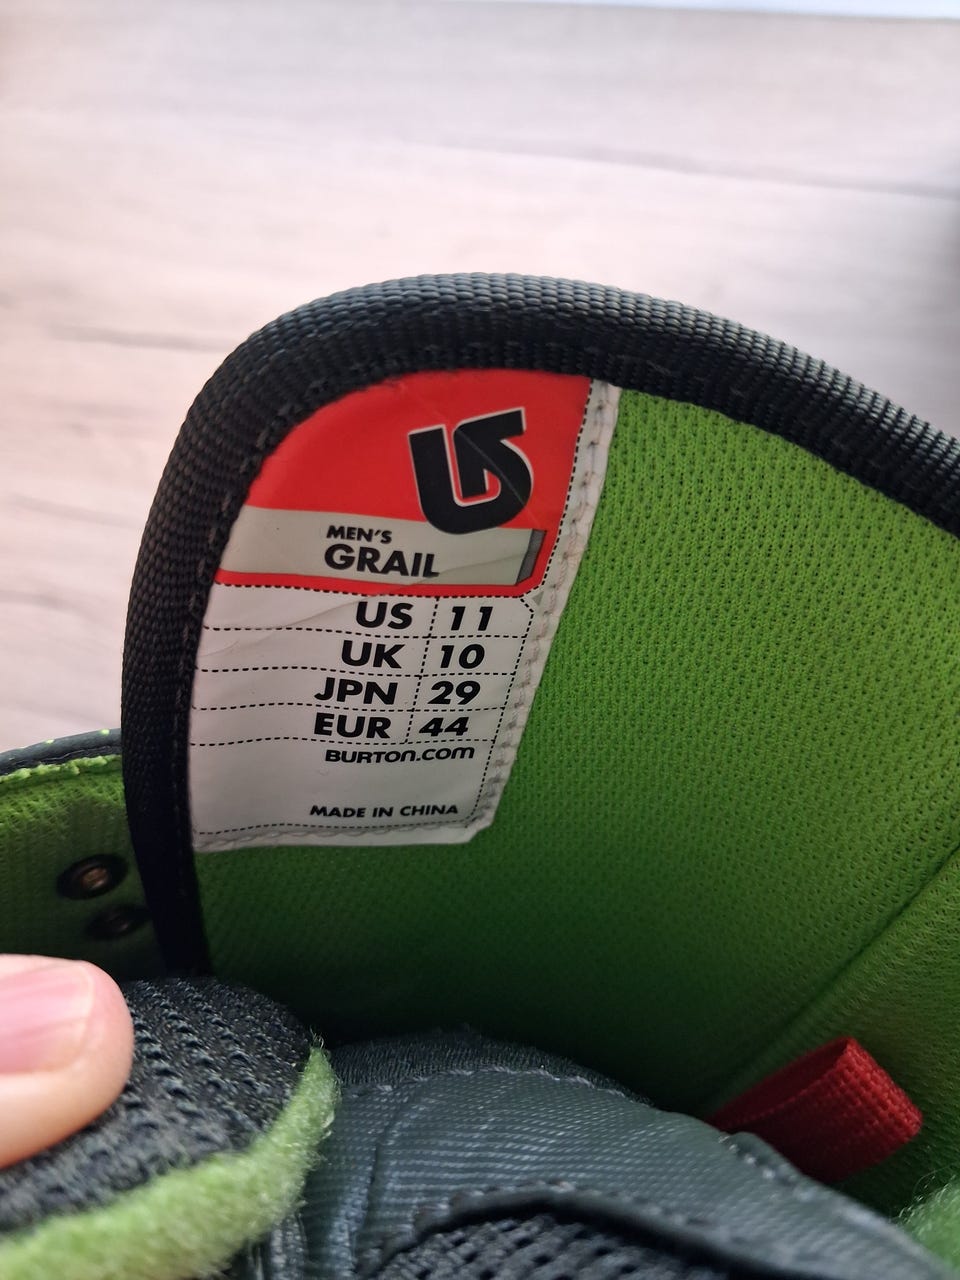 MEN'S
GRAIL
US 11
UK 10
JPN 29
EUR 44
BURTON.COM
MADE IN CHINA